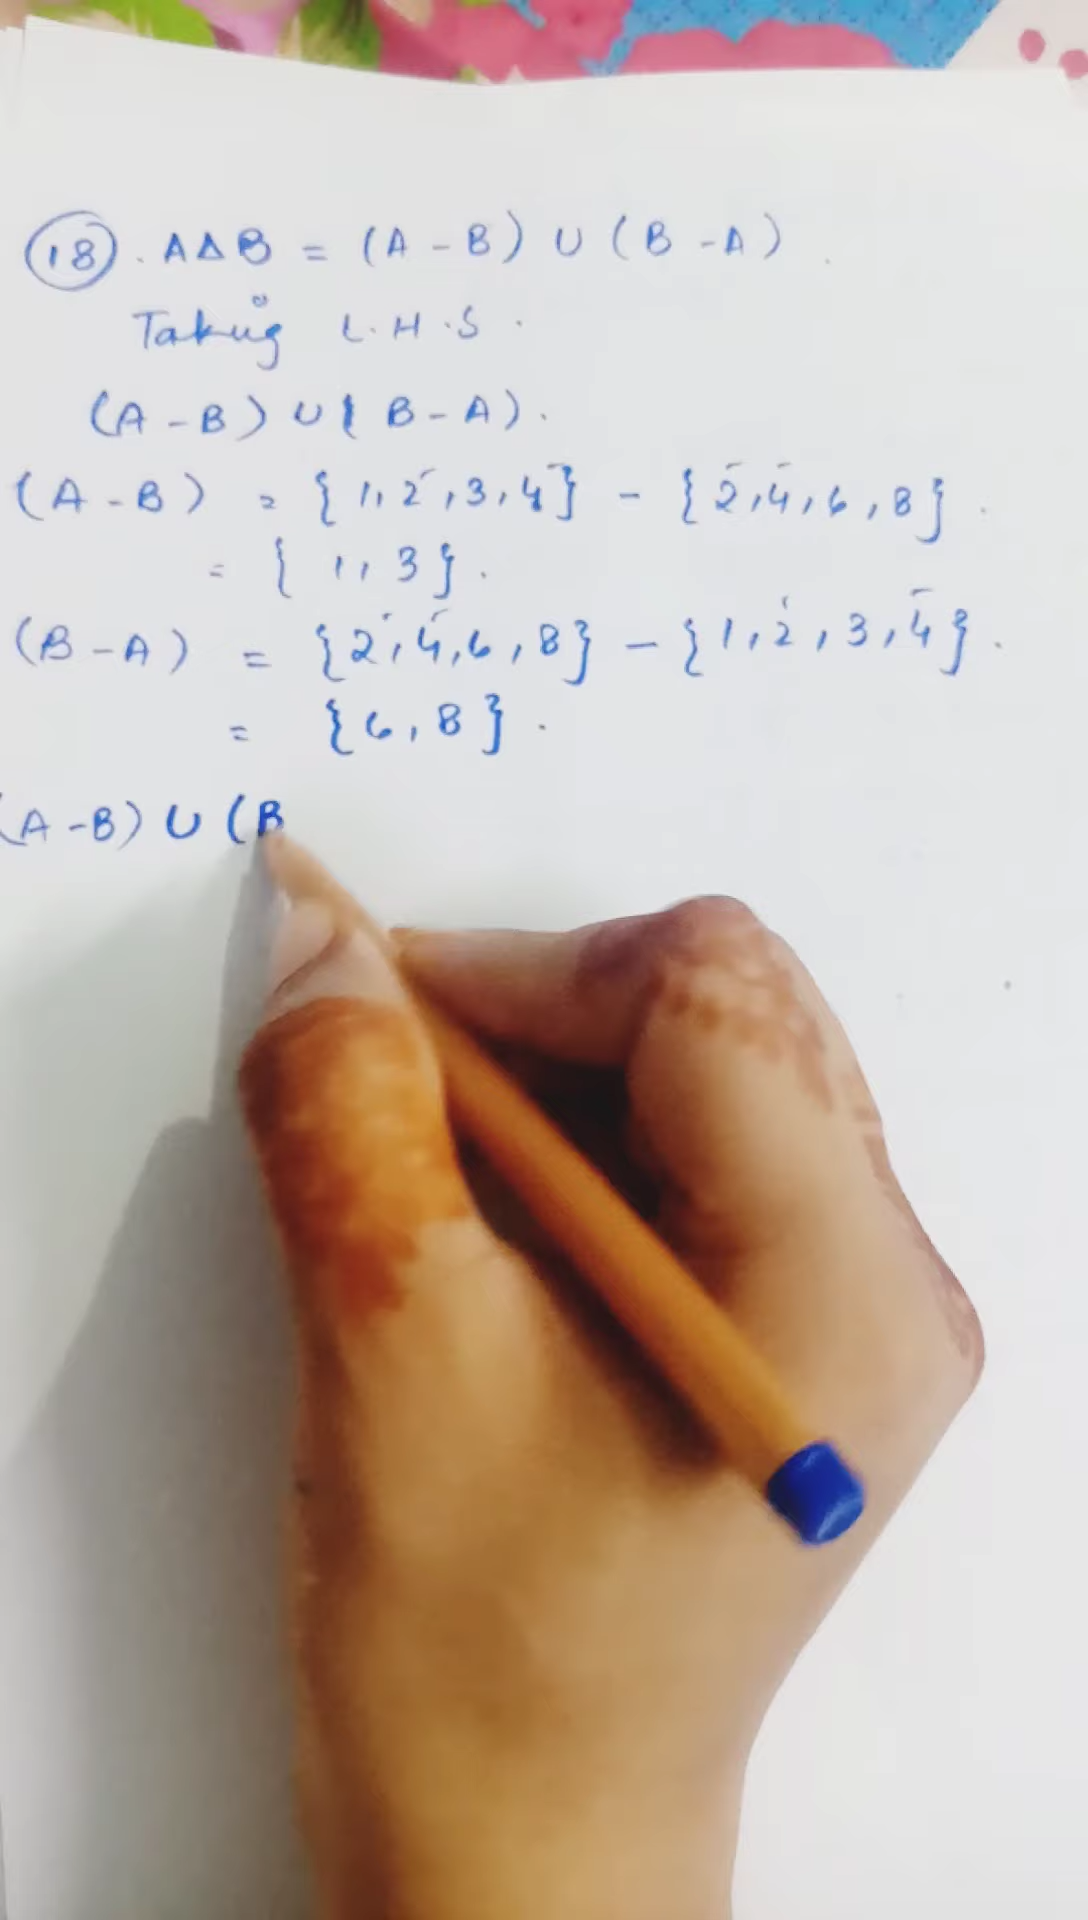 18. A Δ B = (A - B) ∪ (B - A).
Taking L.H.S.
(A - B) ∪ ( B - A).
(A - B) = { 1, 2, 3, 4} - {2, 4, 6, 8}.
= { 1, 3}.
(B - A) = {2, 4, 6, 8} - {1, 2, 3, 4}.
= {6, 8}.
(A - B) ∪ (B